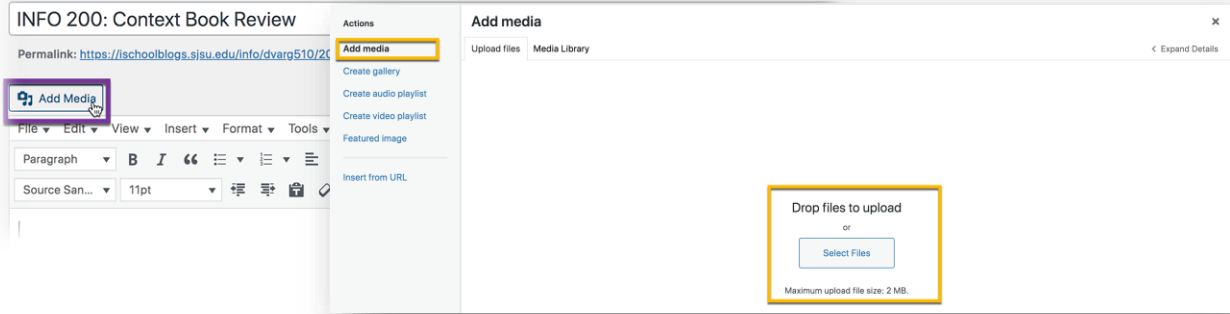 INFO 200: Context Book Review
Permalink: https://ischoolblogs.sjsu.edu/info/dvarg510/20
Add Media
File Edit View Insert Format Tools
Paragraph B I
Source San... 11pt
Actions
Add media
Create gallery
Create audio playlist
Create video playlist
Featured image
Insert from URL
Add media
Upload files Media Library
Expand Details
Drop files to upload
or
Select Files
Maximum upload file size: 2 MB.